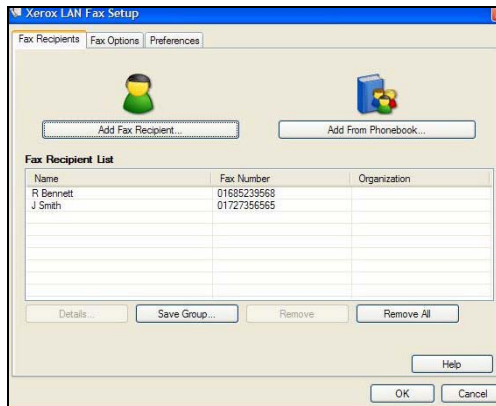 Xerox LAN Fax Setup
Fax Recipients Fax Options Preferences
Add Fax Recipient... Add From Phonebook...
Fax Recipient List
Name Fax Number Organization
R Bennett 01685239568
J Smith 01727356565
Details... Save Group... Remove Remove All
Help
OK Cancel